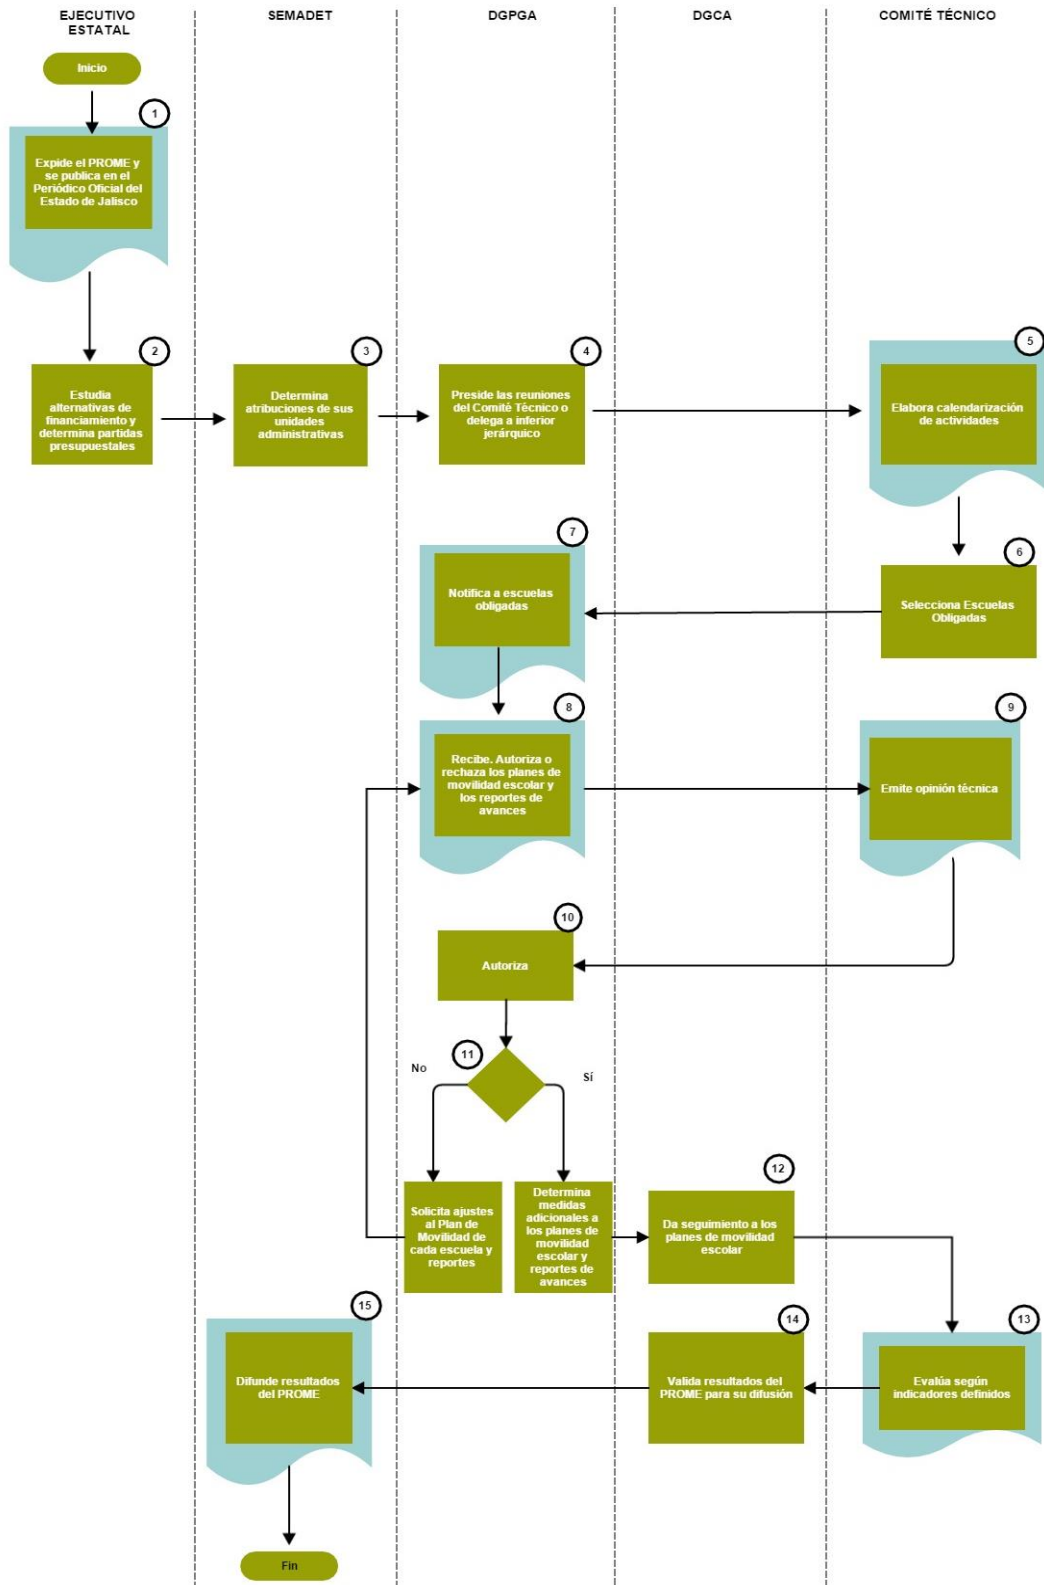 EJECUTIVO
ESTATAL
SEMADET
DGPGA
DGCA
COMITÉ TÉCNICO
Inicio
1
Expide el PROME y
se publica en el
Periódico Oficial del
Estado de Jalisco
2
Estudia
alternativas de
financiamiento y
determina partidas
presupuestales
3
Determina
atribuciones de sus
unidades
administrativas
4
Preside las reuniones
del Comité Técnico o
delega a inferior
jerárquico
5
Elabora calendarización
de actividades
6
Selecciona Escuelas
Obligadas
7
Notifica a escuelas
obligadas
8
Recibe. Autoriza o
rechaza los planes de
movilidad escolar y
los reportes de
avances
9
Emite opinión técnica
10
Autoriza
11
No
Sí
Solicita ajustes
al Plan de
Movilidad de
cada escuela y
reportes
Determina
medidas
adicionales a
los planes de
movilidad
escolar y
reportes de
avances
12
Da seguimiento a los
planes de movilidad
escolar
13
Evalúa según
indicadores definidos
14
Valida resultados del
PROME para su difusión
15
Difunde resultados
del PROME
Fin